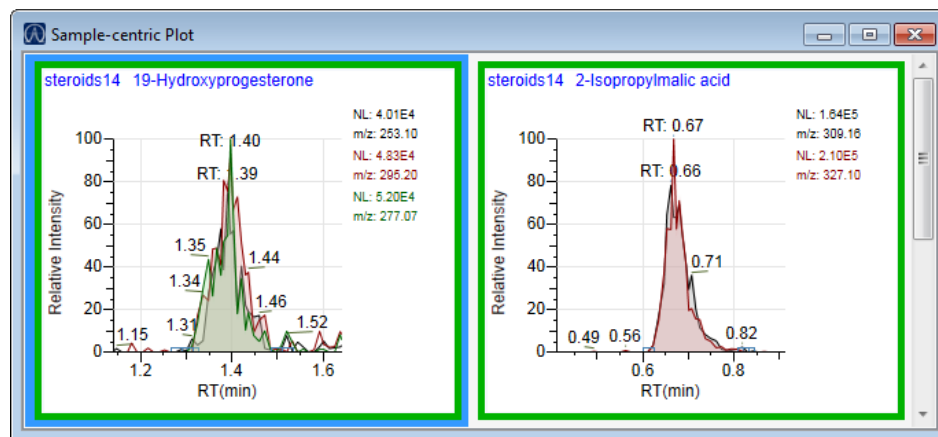 Sample-centric Plot
steroids14 19-Hydroxyprogesterone
NL: 4.01E4
m/z: 253.10
NL: 4.83E4
m/z: 295.20
NL: 5.20E4
m/z: 277.07
RT: 1.40
RT: 1.39
1.35
1.44
1.34
1.46
1.31
1.52
1.15
100
80
60
40
20
0
Relative Intensity
1.2 1.4 1.6
RT(min)
steroids14 2-Isopropylmalic acid
NL: 1.64E5
m/z: 309.16
NL: 2.10E5
m/z: 327.10
RT: 0.67
RT: 0.66
0.71
0.49 0.56 0.82
100
80
60
40
20
0
Relative Intensity
0.6 0.8
RT(min)